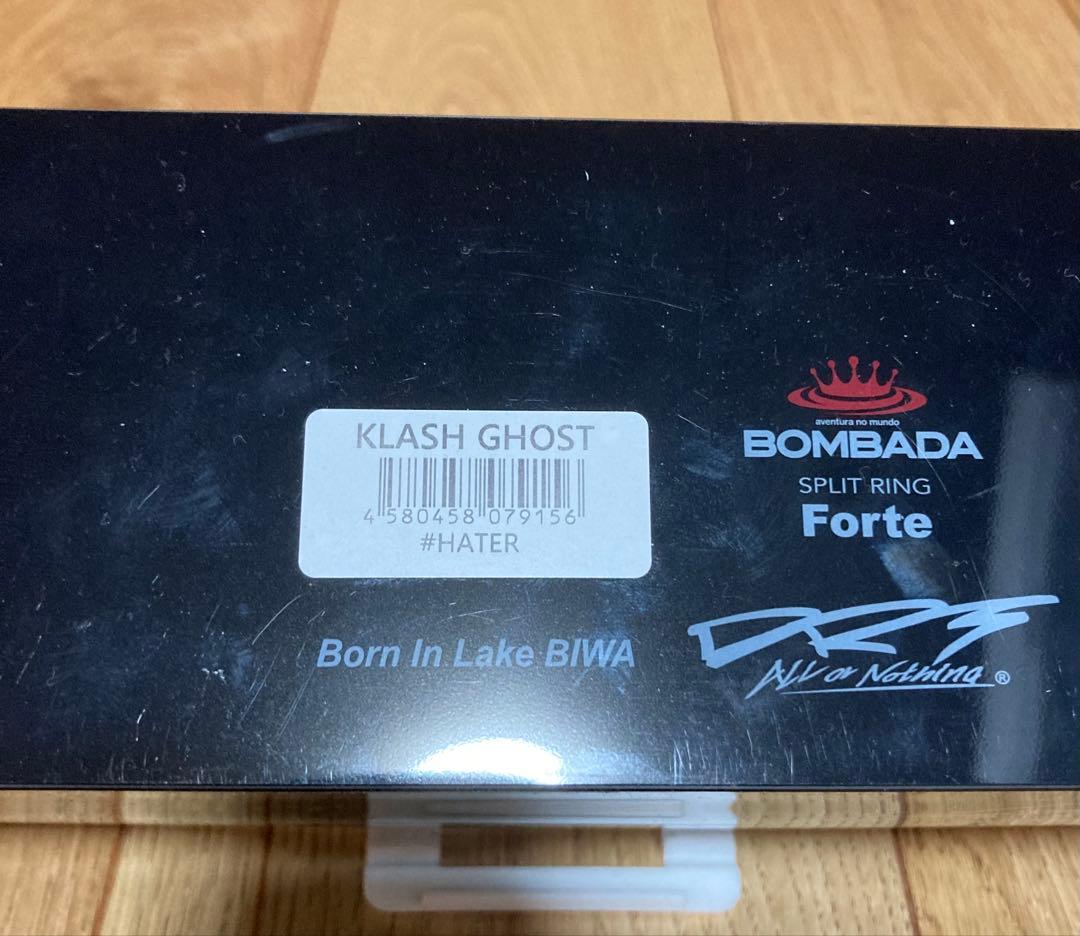 KLASH GHOST
4 580458 079156
#HATER
Born In Lake BIWA
aventura no mundo
BOMBADA
SPLIT RING
Forte
DRT
ALL or Nothing ®